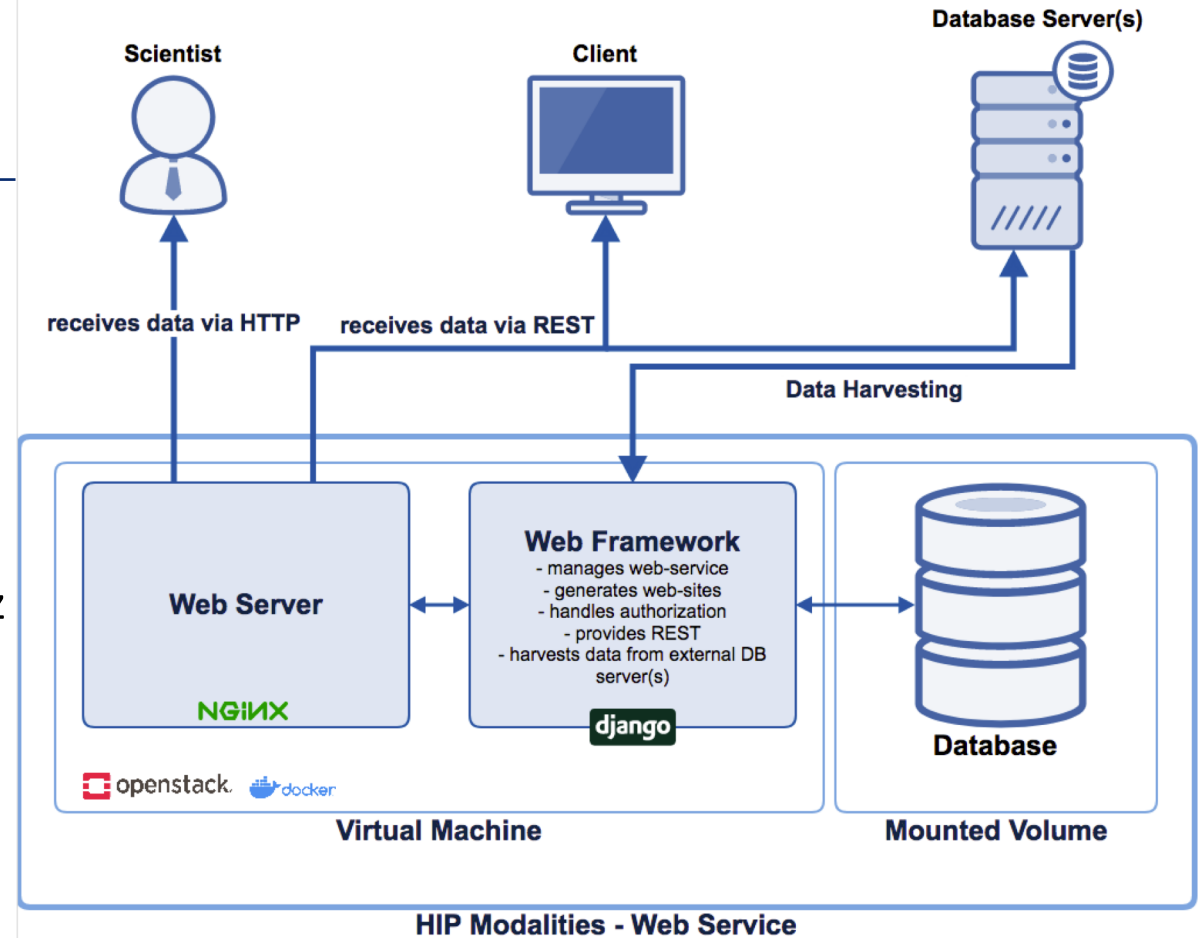 Database Server(s)
Scientist
Client
receives data via HTTP
receives data via REST
Data Harvesting
Web Server
NGiNX
Web Framework
- manages web-service
- generates web-sites
- handles authorization
- provides REST
- harvests data from external DB
server(s)
django
Database
openstack.
docker
Virtual Machine
Mounted Volume
HIP Modalities - Web Service